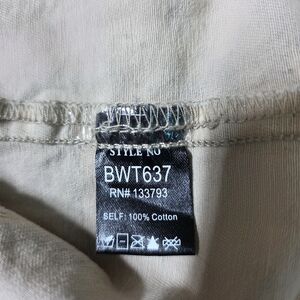 STYLE NO
BWT637
RN# 133793
SELF: 100% Cotton